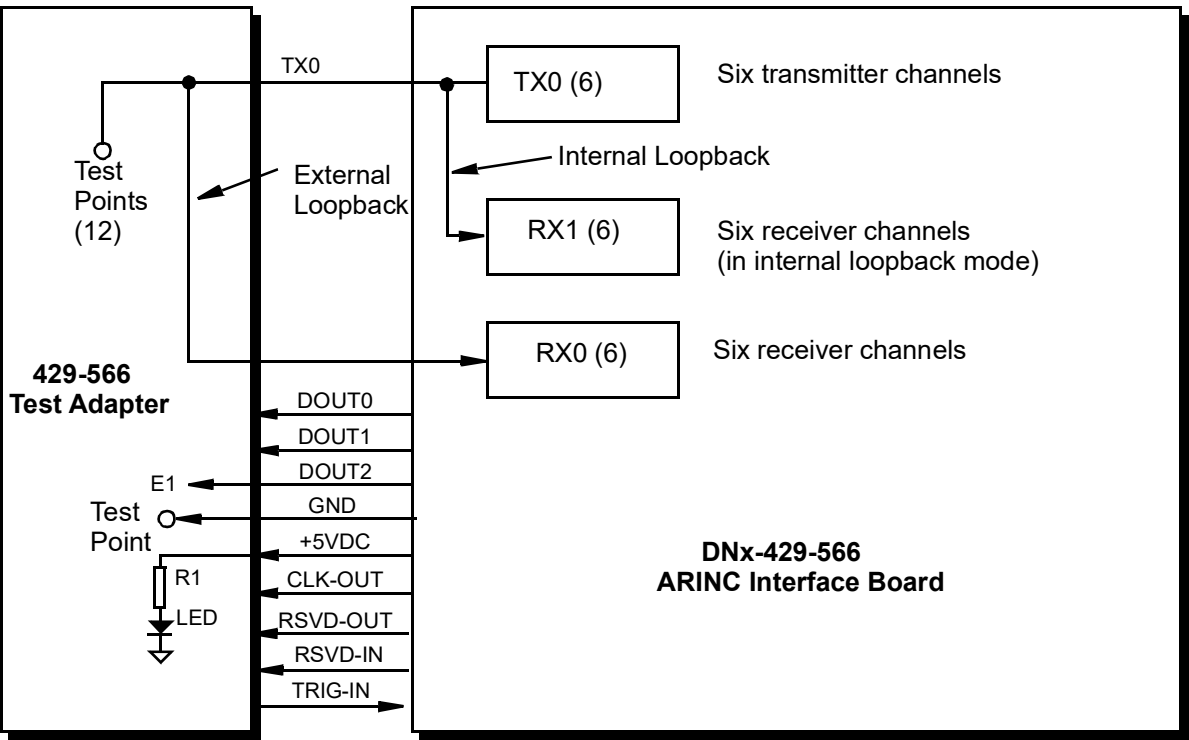 TX0
TX0 (6)
Six transmitter channels
Internal Loopback
Test
Points
(12)
External
Loopback
RX1 (6)
Six receiver channels
(in internal loopback mode)
RX0 (6)
Six receiver channels
429-566
Test Adapter
DOUT0
DOUT1
DOUT2
E1
GND
Test
Point
+5VDC
R1
CLK-OUT
LED
RSVD-OUT
RSVD-IN
TRIG-IN
DNx-429-566
ARINC Interface Board